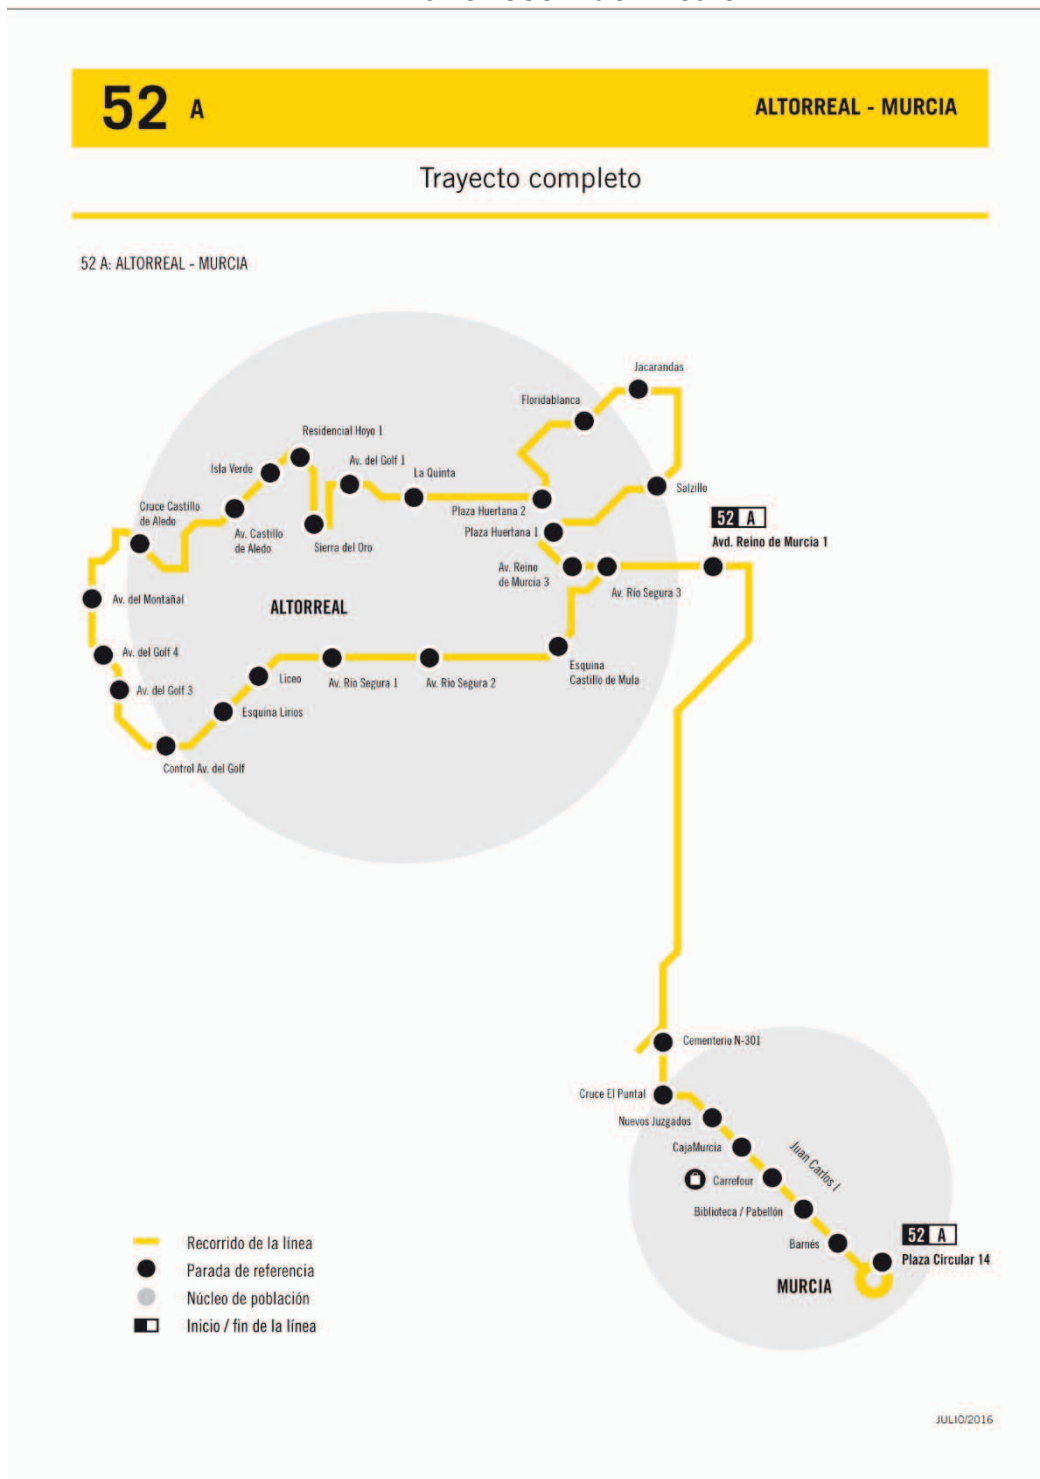 52 A
ALTORREAL - MURCIA
Trayecto completo
52 A: ALTORREAL - MURCIA
Jacarandas
Floridablanca
Residencial Hoyo 1
Av. del Golf 1
Isla Verde
La Quinta
Salzillo
Cruce Castillo
de Aledo
Plaza Huertana 2
Av. Castillo
de Aledo
Sierra del Oro
Plaza Huertana 1
52 A
Avd. Reino de Murcia 1
Av. Reino
de Murcia 3
Av. Río Segura 3
Av. del Montañal
ALTORREAL
Av. del Golf 4
Esquina
Castillo de Mula
Liceo
Av. Río Segura 1
Av. Río Segura 2
Av. del Golf 3
Esquina Lirios
Control Av. del Golf
Cementerio N-301
Cruce El Puntal
Nuevos Juzgados
CajaMurcia
Juan Carlos I
Carrefour
Biblioteca / Pabellón
Barnés
52 A
Plaza Circular 14
MURCIA
Recorrido de la línea
Parada de referencia
Núcleo de población
Inicio / fin de la línea
JULIO/2016